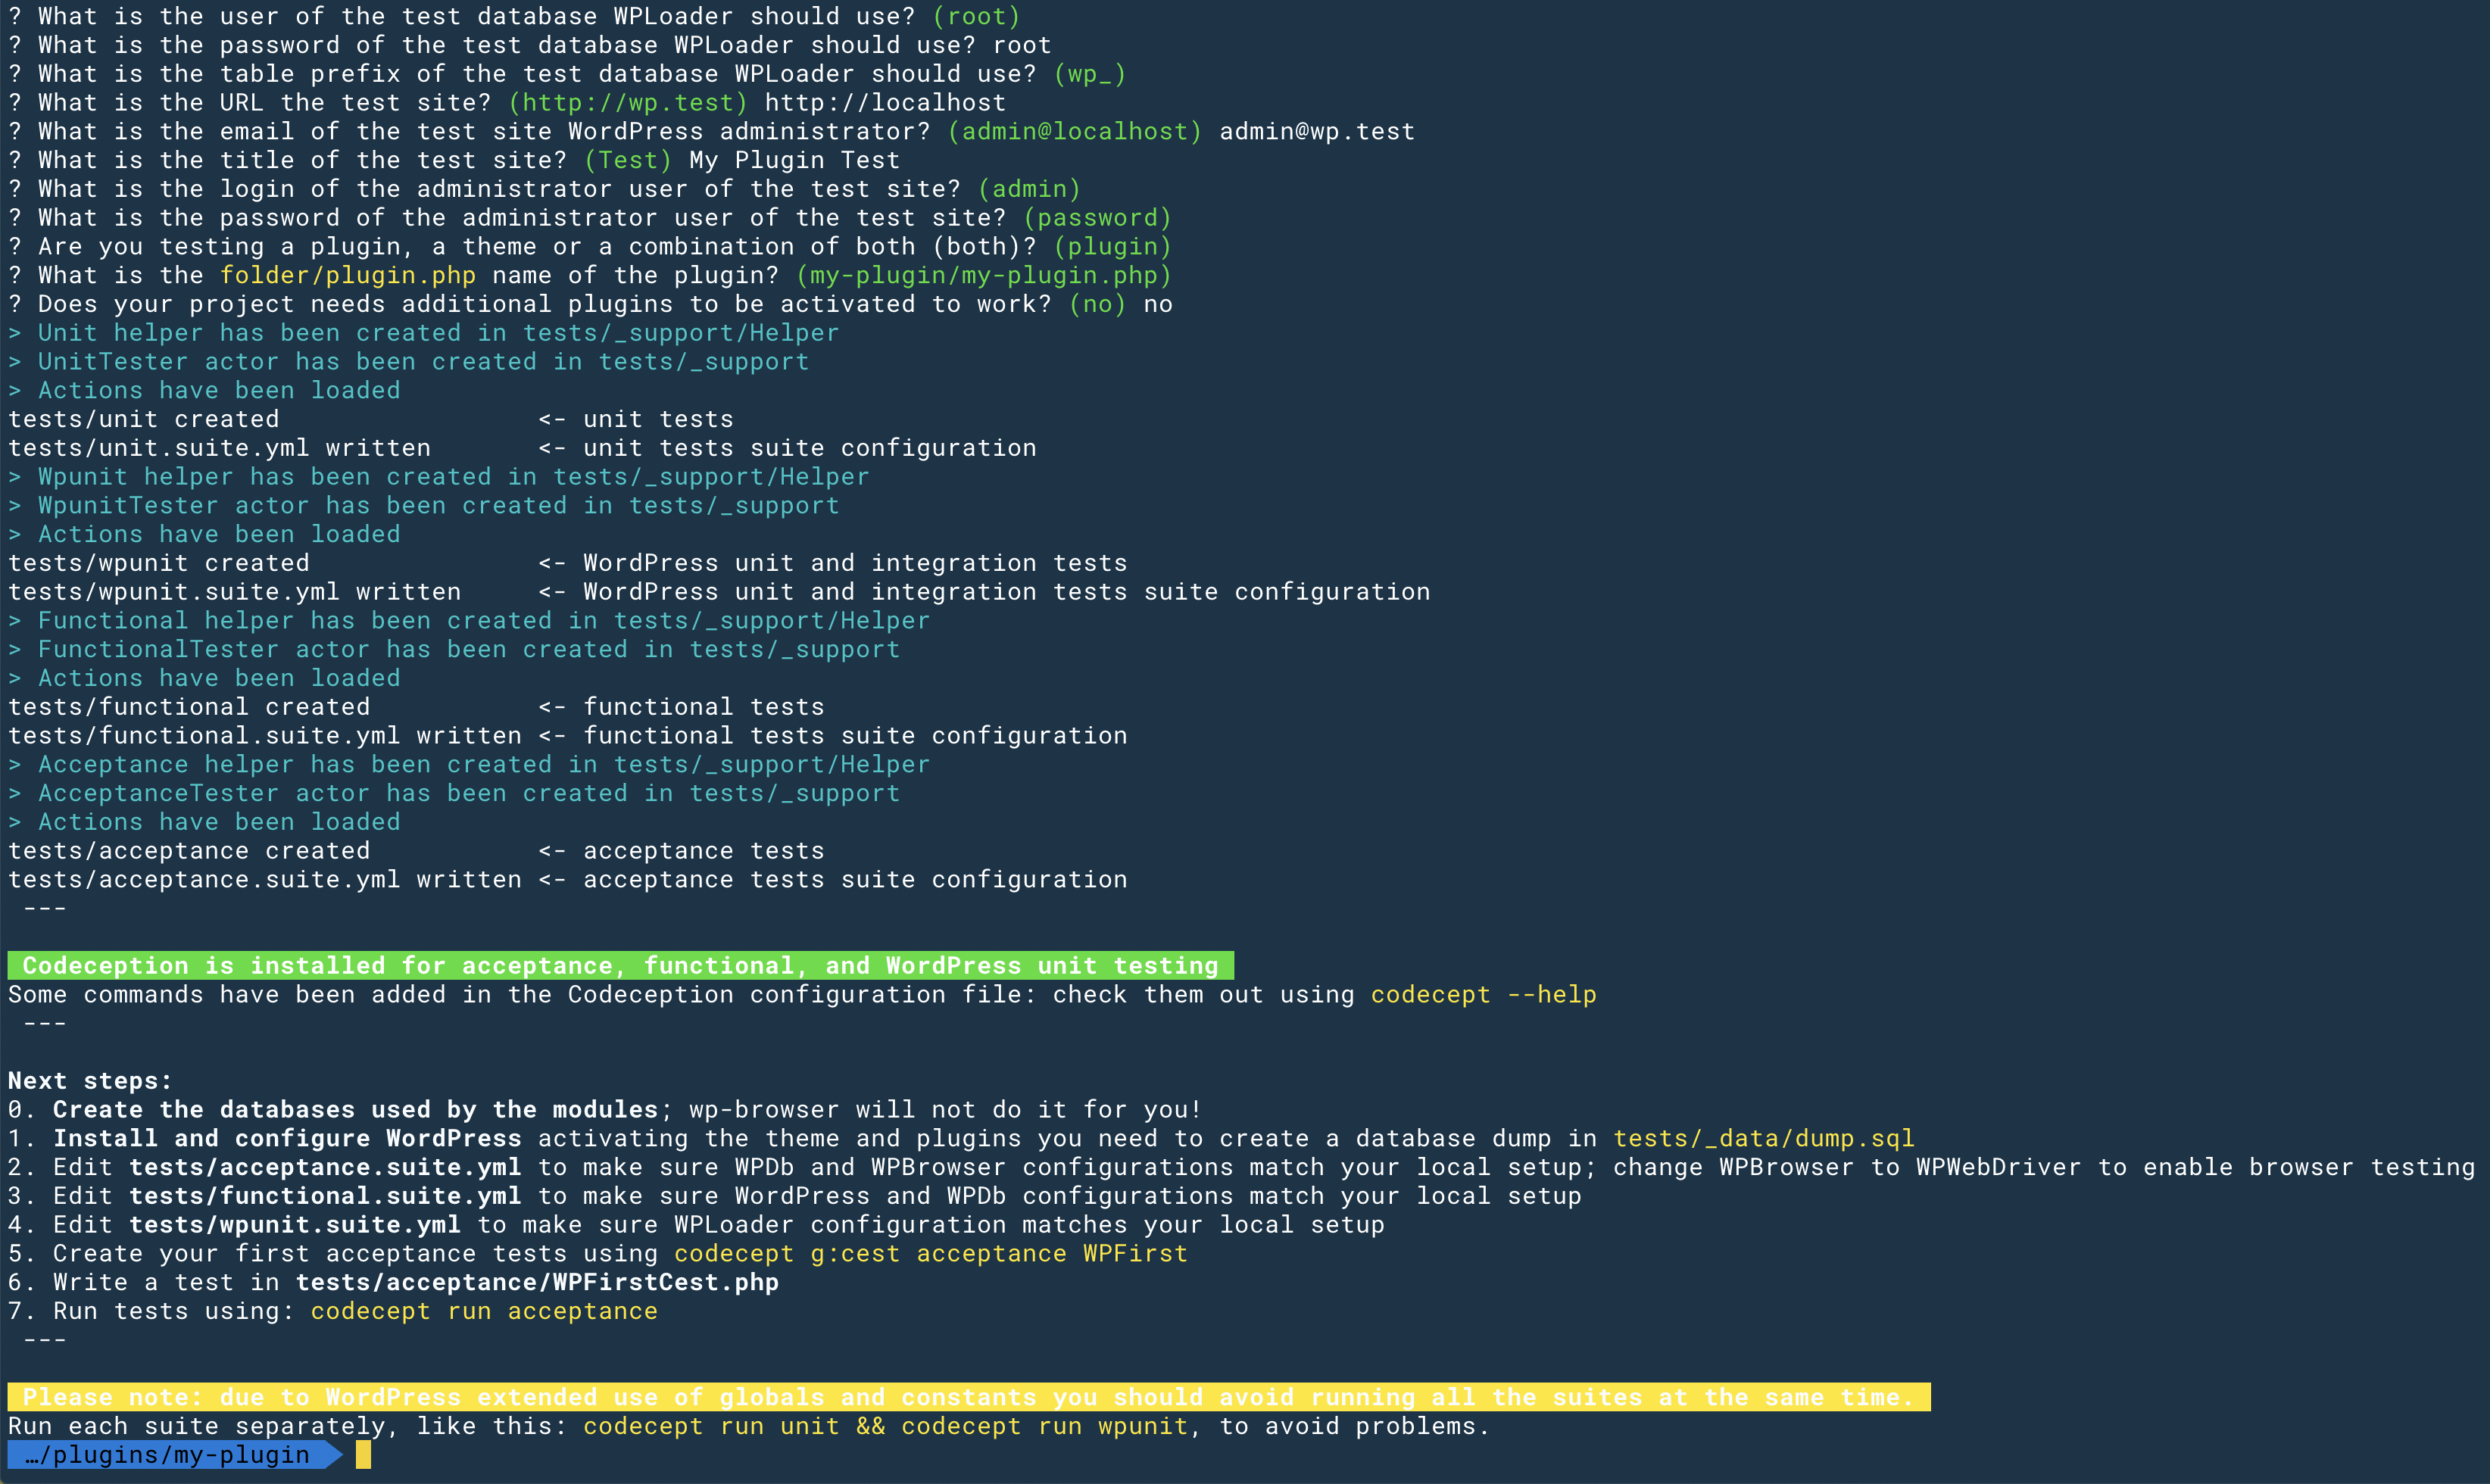 ? What is the user of the test database WPLoader should use? (root)
? What is the password of the test database WPLoader should use? root
? What is the table prefix of the test database WPLoader should use? (wp_)
? What is the URL the test site? (http://wp.test) http://localhost
? What is the email of the test site WordPress administrator? (admin@localhost) admin@wp.test
? What is the title of the test site? (Test) My Plugin Test
? What is the login of the administrator user of the test site? (admin)
? What is the password of the administrator user of the test site? (password)
? Are you testing a plugin, a theme or a combination of both (both)? (plugin)
? What is the folder/plugin.php name of the plugin? (my-plugin/my-plugin.php)
? Does your project needs additional plugins to be activated to work? (no) no
> Unit helper has been created in tests/_support/Helper
> UnitTester actor has been created in tests/_support
> Actions have been loaded
tests/unit created                 <- unit tests
tests/unit.suite.yml written       <- unit tests suite configuration
> Wpunit helper has been created in tests/_support/Helper
> WpunitTester actor has been created in tests/_support
> Actions have been loaded
tests/wpunit created               <- WordPress unit and integration tests
tests/wpunit.suite.yml written     <- WordPress unit and integration tests suite configuration
> Functional helper has been created in tests/_support/Helper
> FunctionalTester actor has been created in tests/_support
> Actions have been loaded
tests/functional created           <- functional tests
tests/functional.suite.yml written <- functional tests suite configuration
> Acceptance helper has been created in tests/_support/Helper
> AcceptanceTester actor has been created in tests/_support
> Actions have been loaded
tests/acceptance created           <- acceptance tests
tests/acceptance.suite.yml written <- acceptance tests suite configuration
 ---
 Codeception is installed for acceptance, functional, and WordPress unit testing
Some commands have been added in the Codeception configuration file: check them out using codecept --help
 ---
Next steps:
0. Create the databases used by the modules; wp-browser will not do it for you!
1. Install and configure WordPress activating the theme and plugins you need to create a database dump in tests/_data/dump.sql
2. Edit tests/acceptance.suite.yml to make sure WPDb and WPBrowser configurations match your local setup; change WPBrowser to WPWebDriver to enable browser testing
3. Edit tests/functional.suite.yml to make sure WordPress and WPDb configurations match your local setup
4. Edit tests/wpunit.suite.yml to make sure WPLoader configuration matches your local setup
5. Create your first acceptance tests using codecept g:cest acceptance WPFirst
6. Write a test in tests/acceptance/WPFirstCest.php
7. Run tests using: codecept run acceptance
 ---
 Please note: due to WordPress extended use of globals and constants you should avoid running all the suites at the same time.
Run each suite separately, like this: codecept run unit && codecept run wpunit, to avoid problems.
 …/plugins/my-plugin